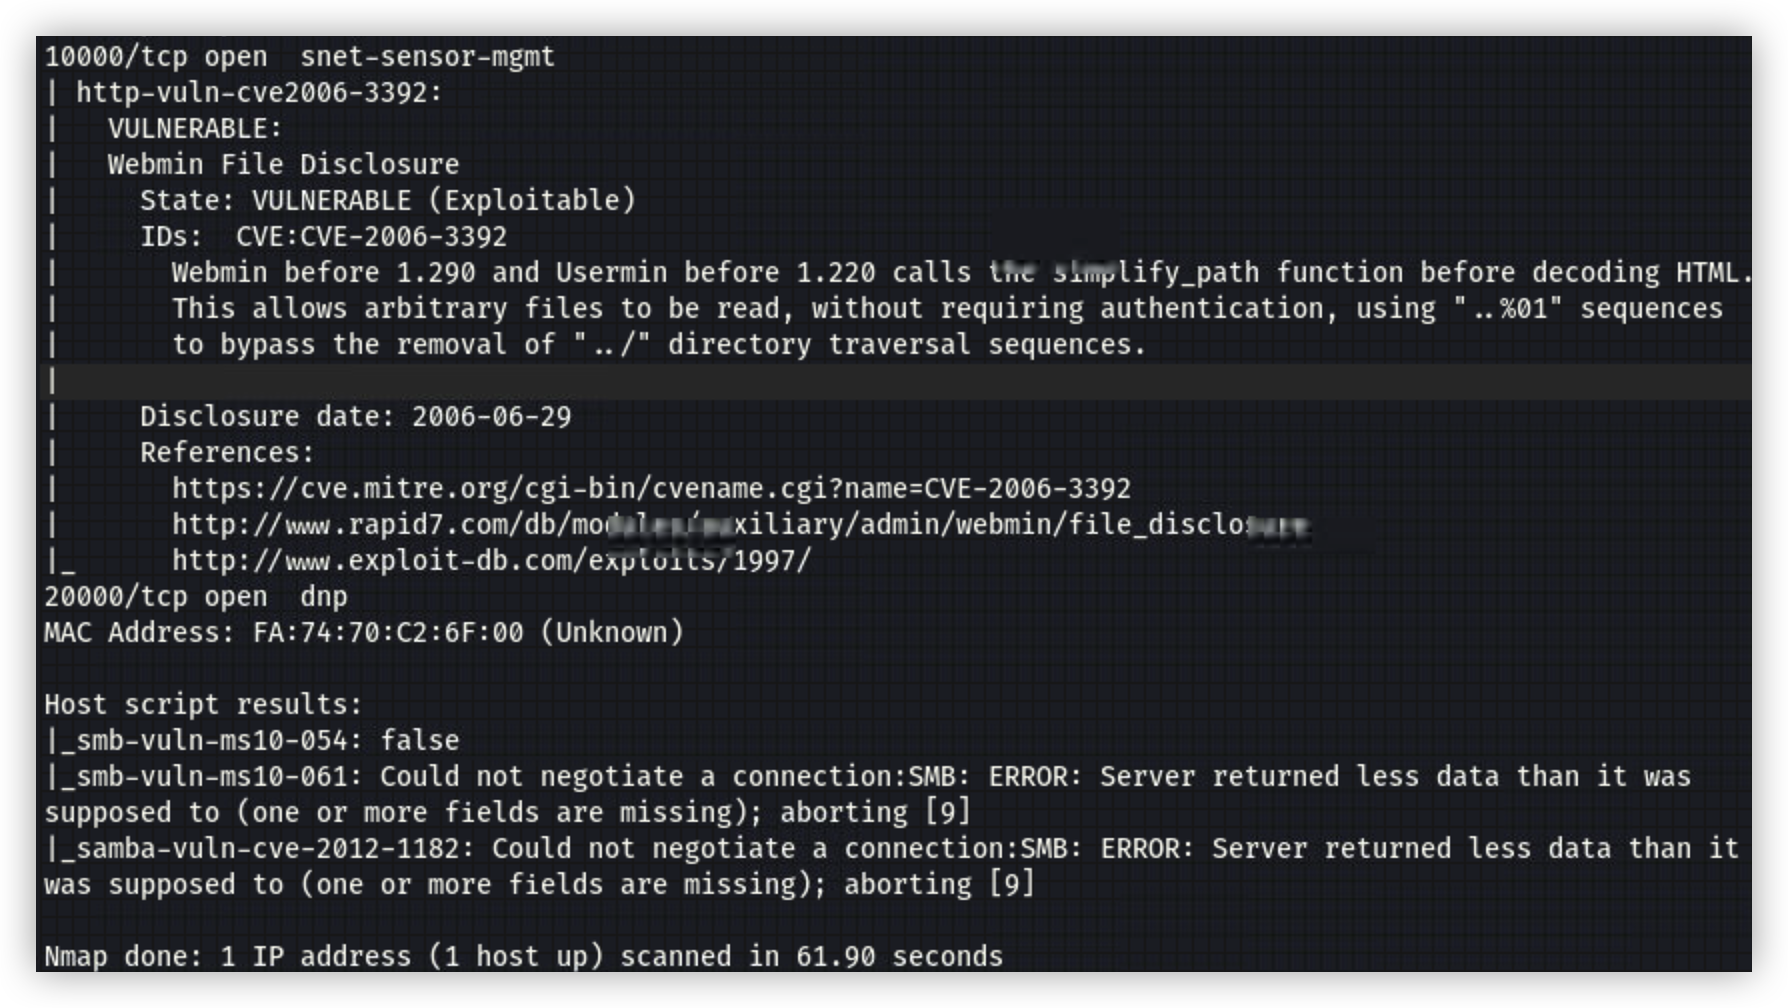 10000/tcp open  snet-sensor-mgmt
| http-vuln-cve2006-3392:
|   VULNERABLE:
|   Webmin File Disclosure
|     State: VULNERABLE (Exploitable)
|     IDs:  CVE:CVE-2006-3392
|       Webmin before 1.290 and Usermin before 1.220 calls the simplify_path function before decoding HTML.
|       This allows arbitrary files to be read, without requiring authentication, using "..%01" sequences
|       to bypass the removal of "../" directory traversal sequences.
|
|     Disclosure date: 2006-06-29
|     References:
|       https://cve.mitre.org/cgi-bin/cvename.cgi?name=CVE-2006-3392
|       http://www.rapid7.com/db/modules/auxiliary/admin/webmin/file_disclosure
|_      http://www.exploit-db.com/exploits/1997/
20000/tcp open  dnp
MAC Address: FA:74:70:C2:6F:00 (Unknown)
Host script results:
|_smb-vuln-ms10-054: false
|_smb-vuln-ms10-061: Could not negotiate a connection:SMB: ERROR: Server returned less data than it was
supposed to (one or more fields are missing); aborting [9]
|_samba-vuln-cve-2012-1182: Could not negotiate a connection:SMB: ERROR: Server returned less data than it
was supposed to (one or more fields are missing); aborting [9]
Nmap done: 1 IP address (1 host up) scanned in 61.90 seconds